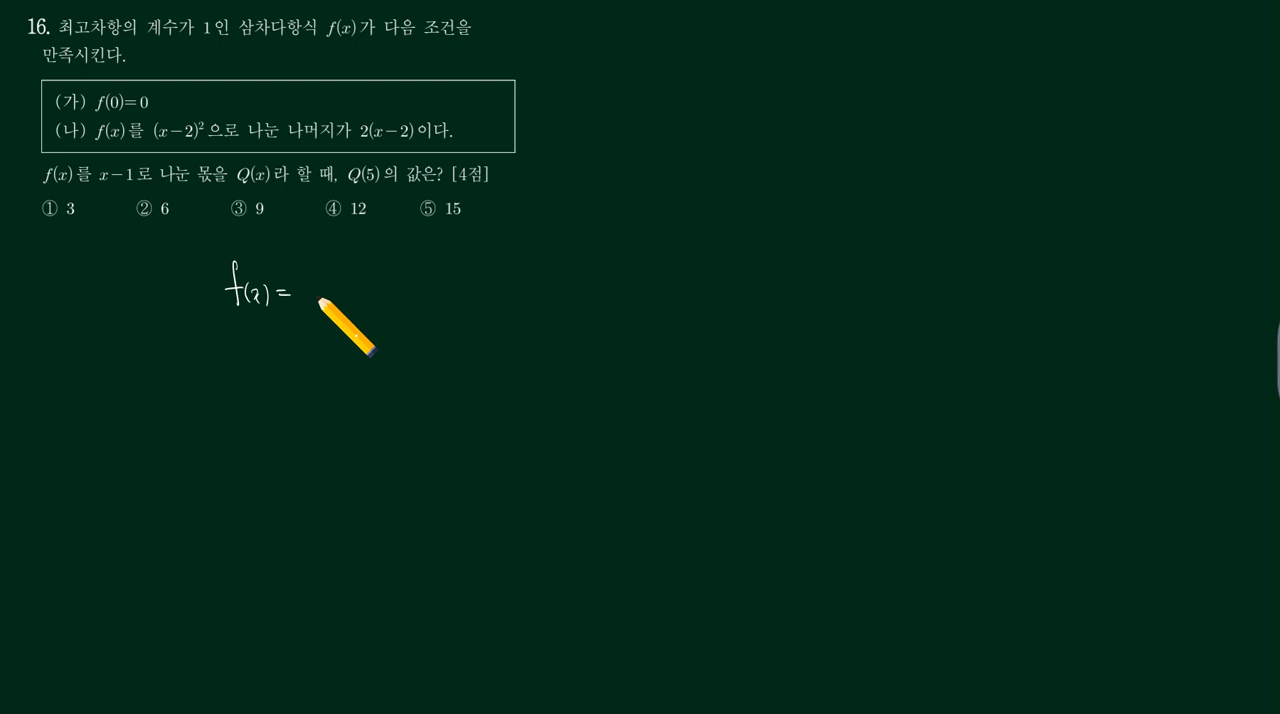 16. 최고차항의 계수가 1인 삼차다항식 f(x)가 다음 조건을
만족시킨다.
(가) f(0)=0
(나) f(x)를 (x-2)²으로 나눈 나머지가 2(x-2)이다.
f(x)를 x-1로 나눈 몫을 Q(x)라 할 때, Q(5)의 값은? [4점]
① 3 ② 6 ③ 9 ④ 12 ⑤ 15
f(x)=